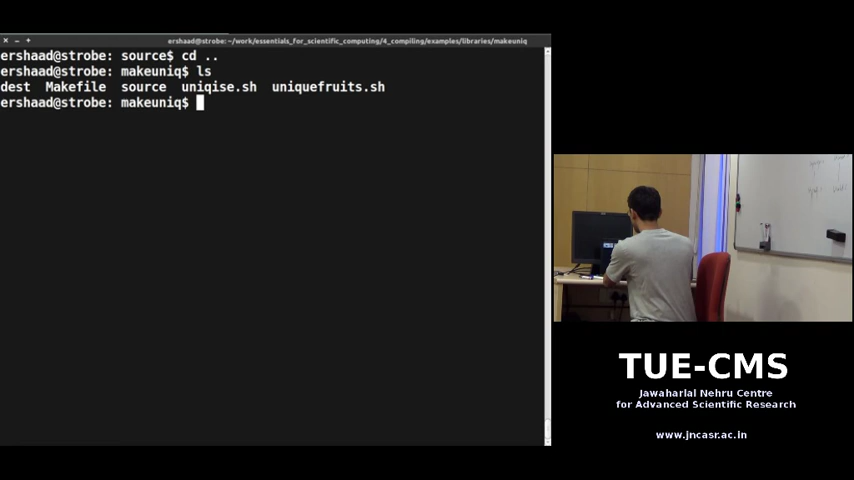 ershaad@strobe: ~/work/essentials_for_scientific_computing/4_compiling/examples/libraries/makeuniq
ershaad@strobe: source$ cd ..
ershaad@strobe: makeuniq$ ls
dest Makefile source uniqise.sh uniquefruits.sh
ershaad@strobe: makeuniq$
TUE-CMS
Jawaharlal Nehru Centre
for Advanced Scientific Research
www.jncasr.ac.in